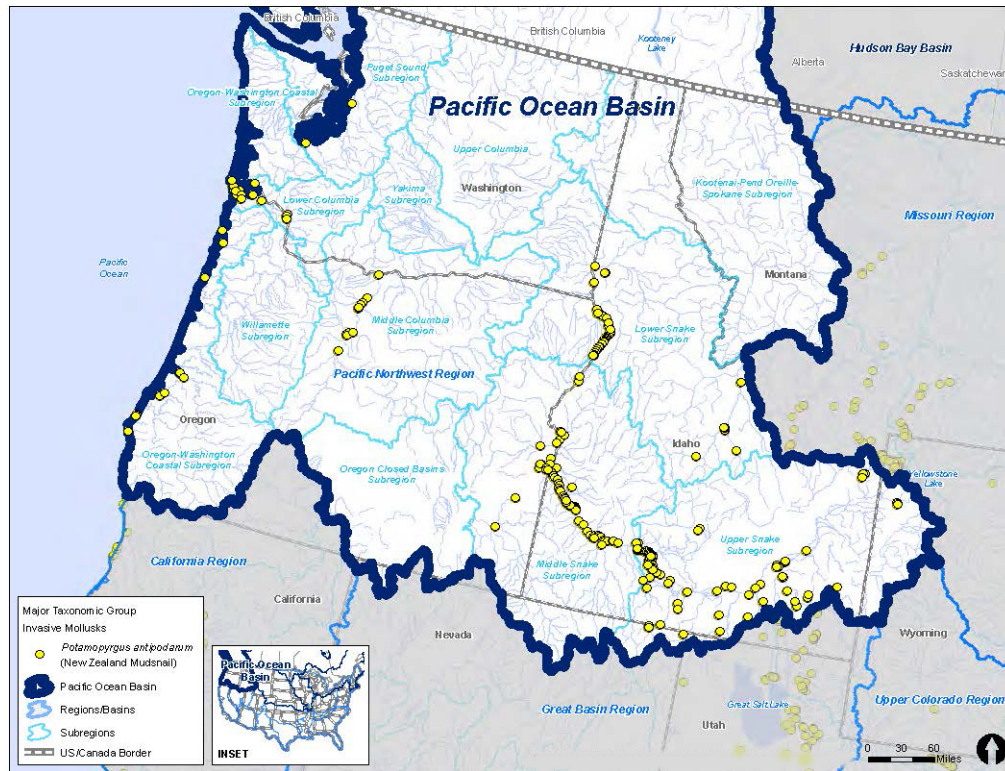 British Columbia
British Columbia
Kooteney
Lake
Alberta
Hudson Bay Basin
Saskatchewan
Puget Sound
Subregion
Oregon-Washington Coastal
Subregion
Pacific Ocean Basin
Upper Columbia
Washington
Yakima
Subregion
Lower Columbia
Subregion
Kootenai-Pend Oreille-
Spokane Subregion
Missouri Region
Pacific
Ocean
Montana
Willamette
Subregion
Middle Columbia
Subregion
Lower Snake
Subregion
Pacific Northwest Region
Oregon
Idaho
Oregon-Washington
Coastal Subregion
Oregon Closed Basins
Subregion
Yellowstone
Lake
Upper Snake
Subregion
California Region
Middle Snake
Subregion
California
Nevada
Wyoming
Great Basin Region
Great Salt Lake
Utah
Upper Colorado Region
Major Taxonomic Group
Invasive Mollusks
Potamopyrgus antipodarum
(New Zealand Mudsnail)
Pacific Ocean Basin
Regions/Basins
Subregions
US/Canada Border
Pacific Ocean
Basin
INSET
0 30 60
Miles